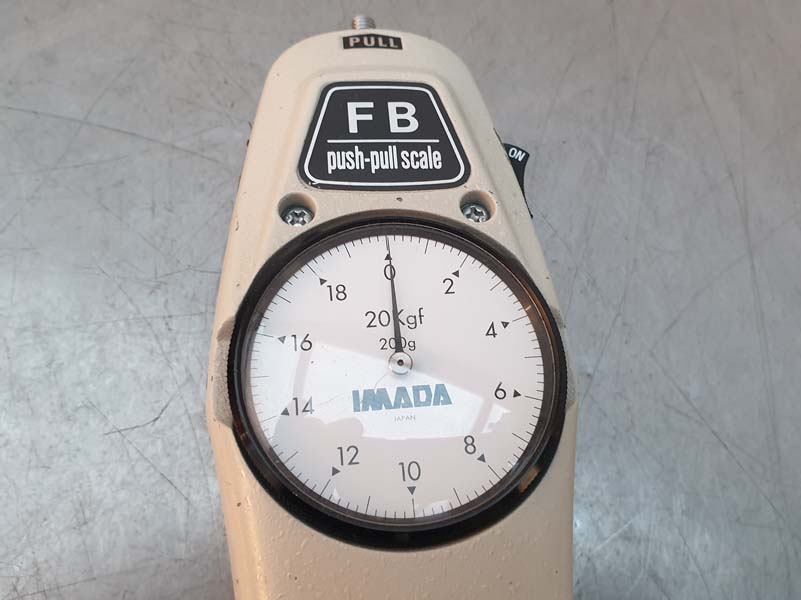 PULL
FB
push-pull scale
ON
0
2
4
6
8
10
12
14
16
18
20Kgf
200g
IMADA
JAPAN